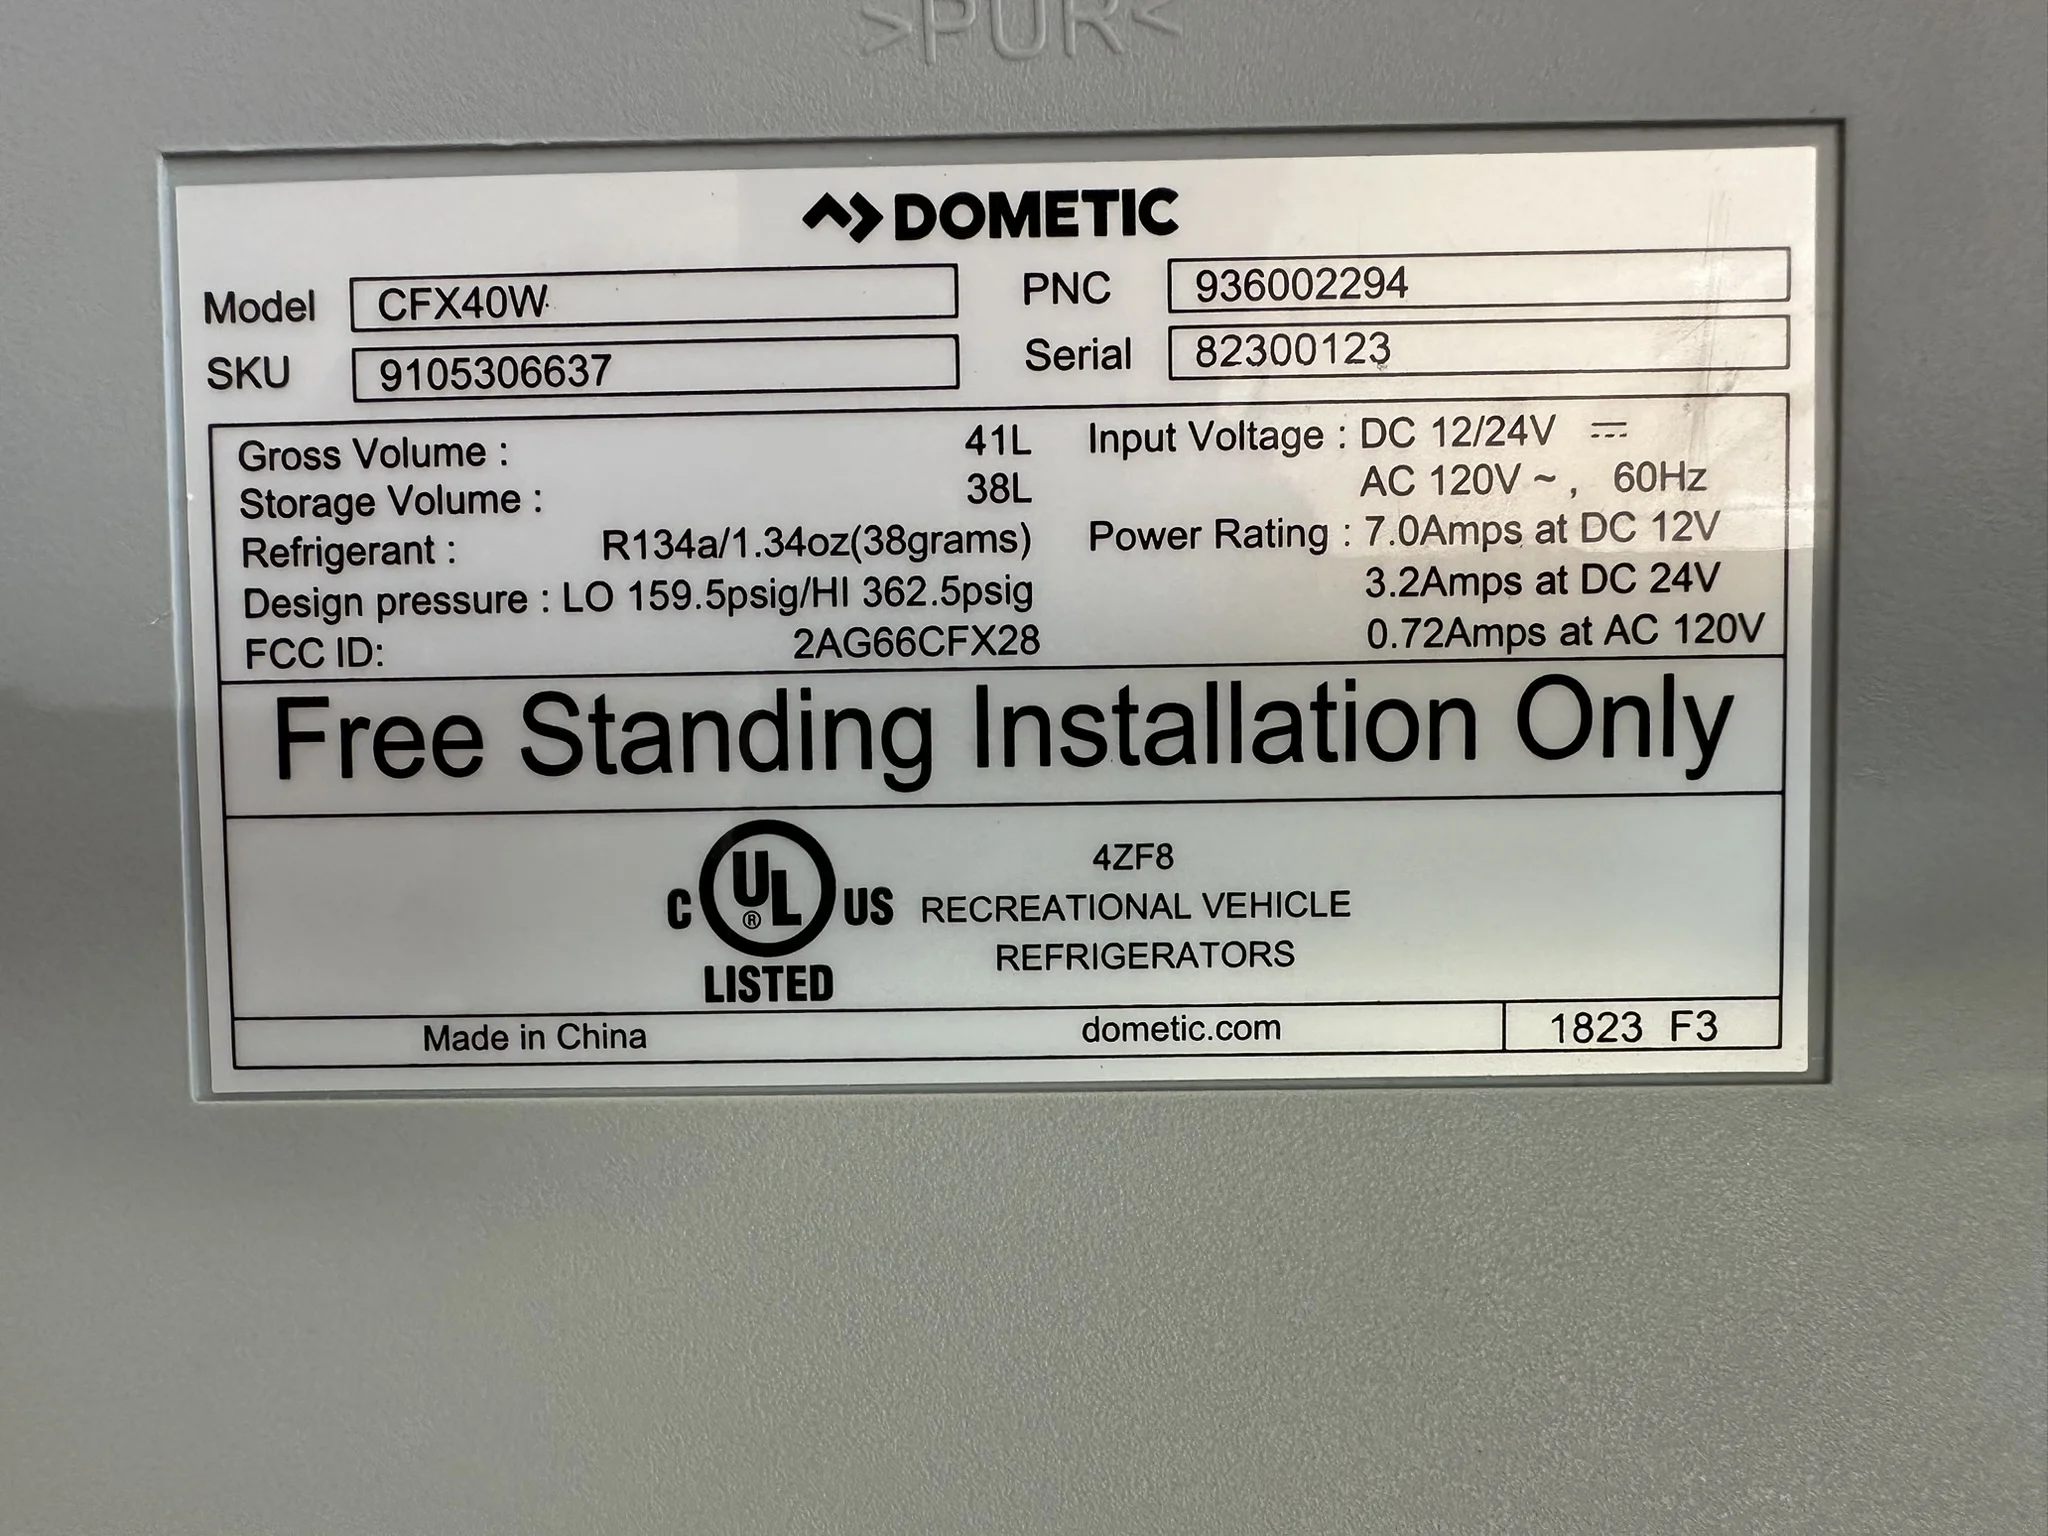 >PUR<
DOMETIC
Model CFX40W PNC 936002294
SKU 9105306637 Serial 82300123
Gross Volume : 41L Input Voltage : DC 12/24V ⎓
Storage Volume : 38L AC 120V ~ , 60Hz
Refrigerant : R134a/1.34oz(38grams) Power Rating : 7.0Amps at DC 12V
Design pressure : LO 159.5psig/HI 362.5psig 3.2Amps at DC 24V
FCC ID: 2AG66CFX28 0.72Amps at AC 120V
Free Standing Installation Only
C UL ® US
LISTED
4ZF8
RECREATIONAL VEHICLE
REFRIGERATORS
Made in China dometic.com 1823 F3